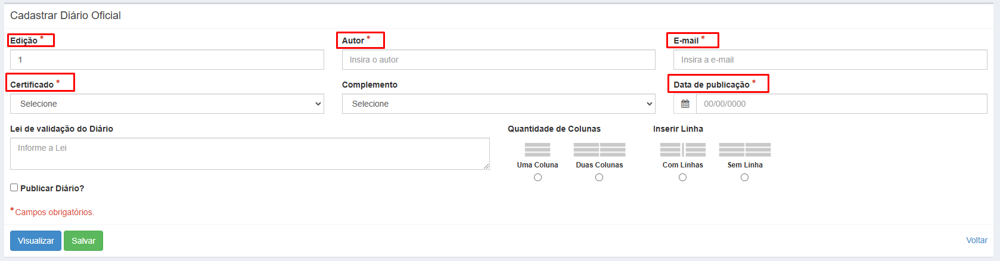 Cadastrar Diário Oficial
Edição * Autor * E-mail *
1 Insira o autor Insira a e-mail
Certificado * Complemento Data de publicação *
Selecione Selecione 00/00/0000
Lei de validação do Diário Quantidade de Colunas Inserir Linha
Informe a Lei
Uma Coluna Duas Colunas Com Linhas Sem Linha
Publicar Diário?
* Campos obrigatórios.
Visualizar Salvar Voltar